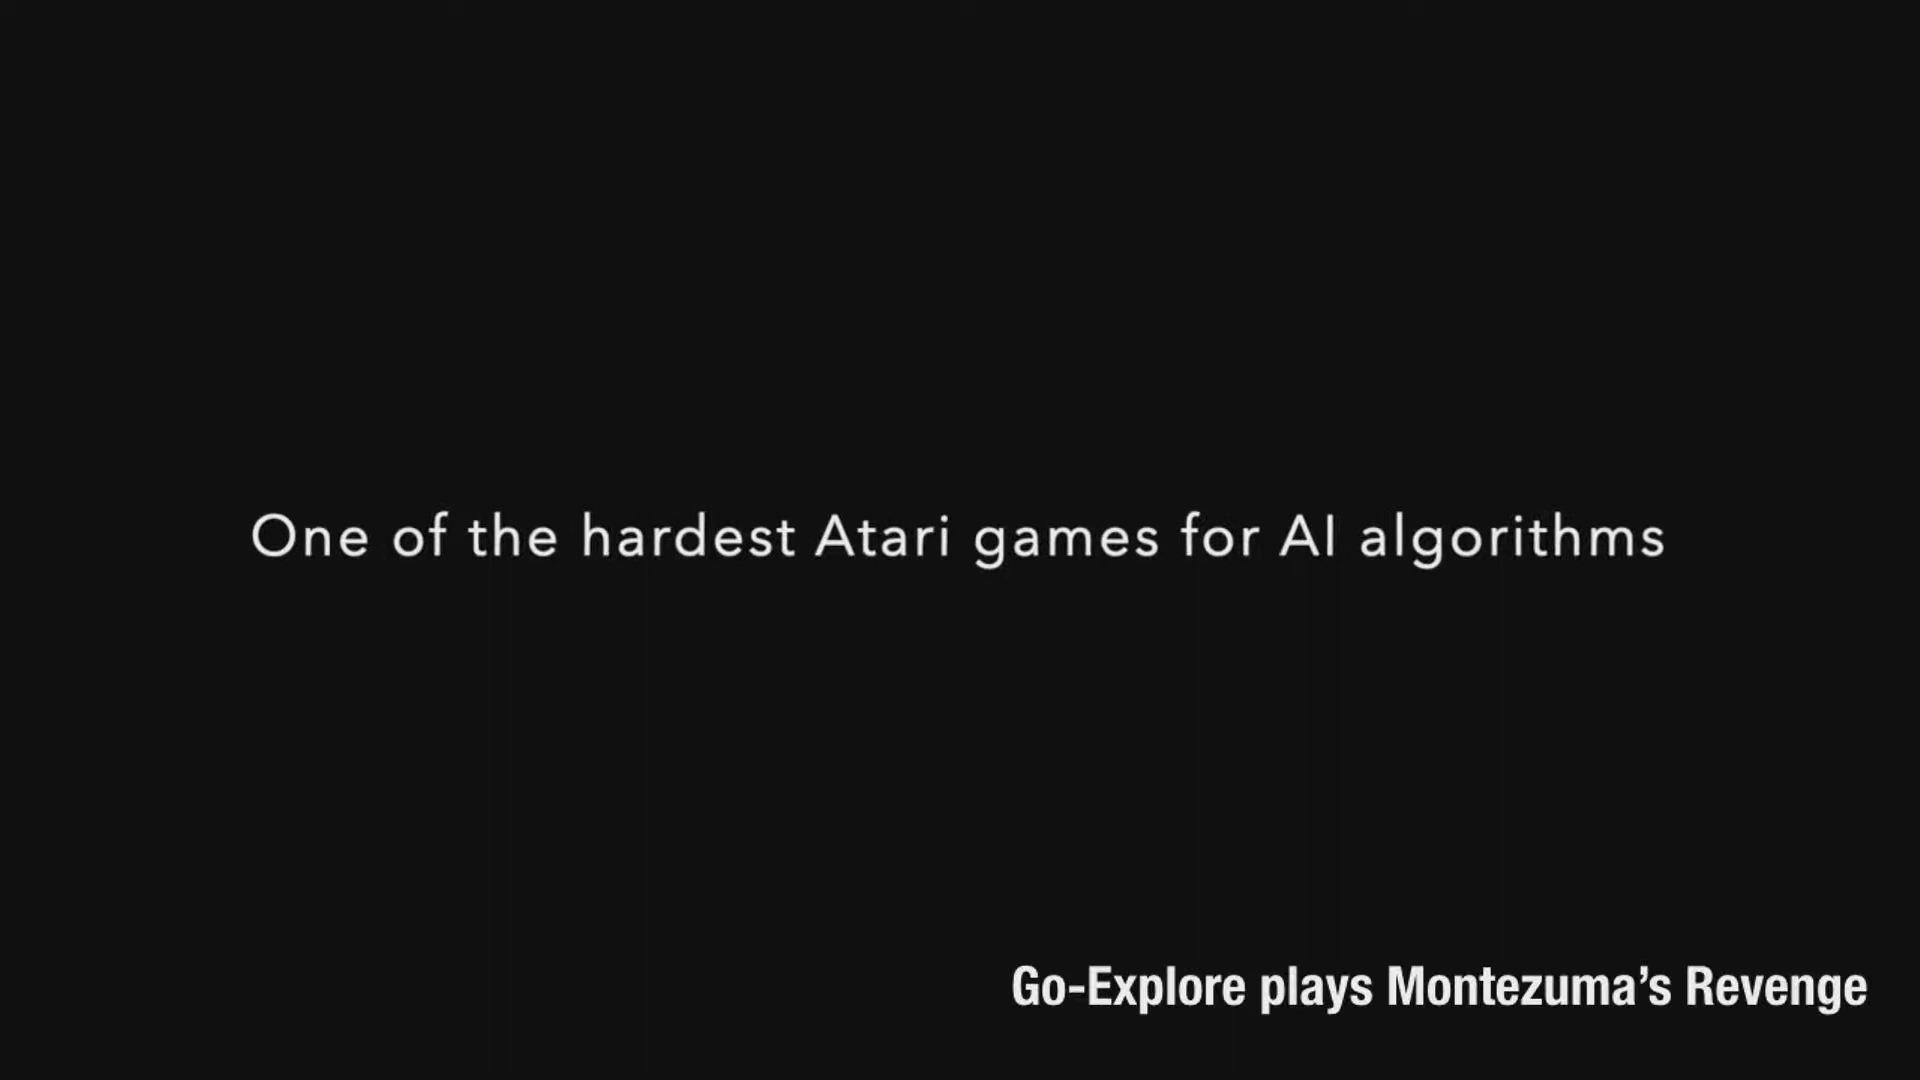 One of the hardest Atari games for AI algorithms
Go-Explore plays Montezuma’s Revenge